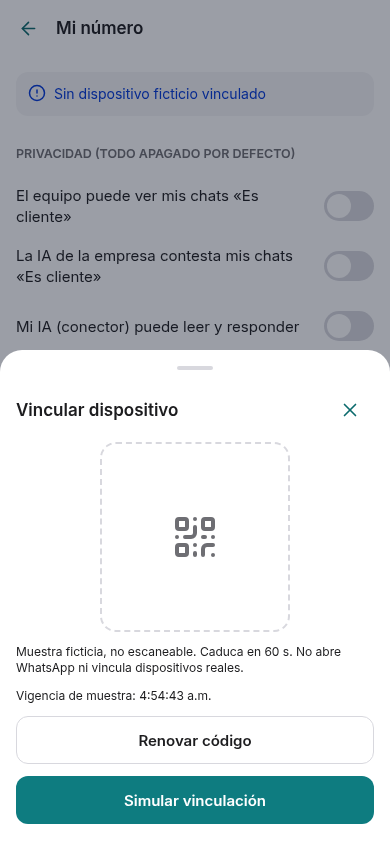 Mi número
Sin dispositivo ficticio vinculado
PRIVACIDAD (TODO APAGADO POR DEFECTO)
El equipo puede ver mis chats «Es
cliente»
La IA de la empresa contesta mis chats
«Es cliente»
Mi IA (conector) puede leer y responder
Vincular dispositivo
Muestra ficticia, no escaneable. Caduca en 60 s. No abre
WhatsApp ni vincula dispositivos reales.
Vigencia de muestra: 4:54:43 a.m.
Renovar código
Simular vinculación